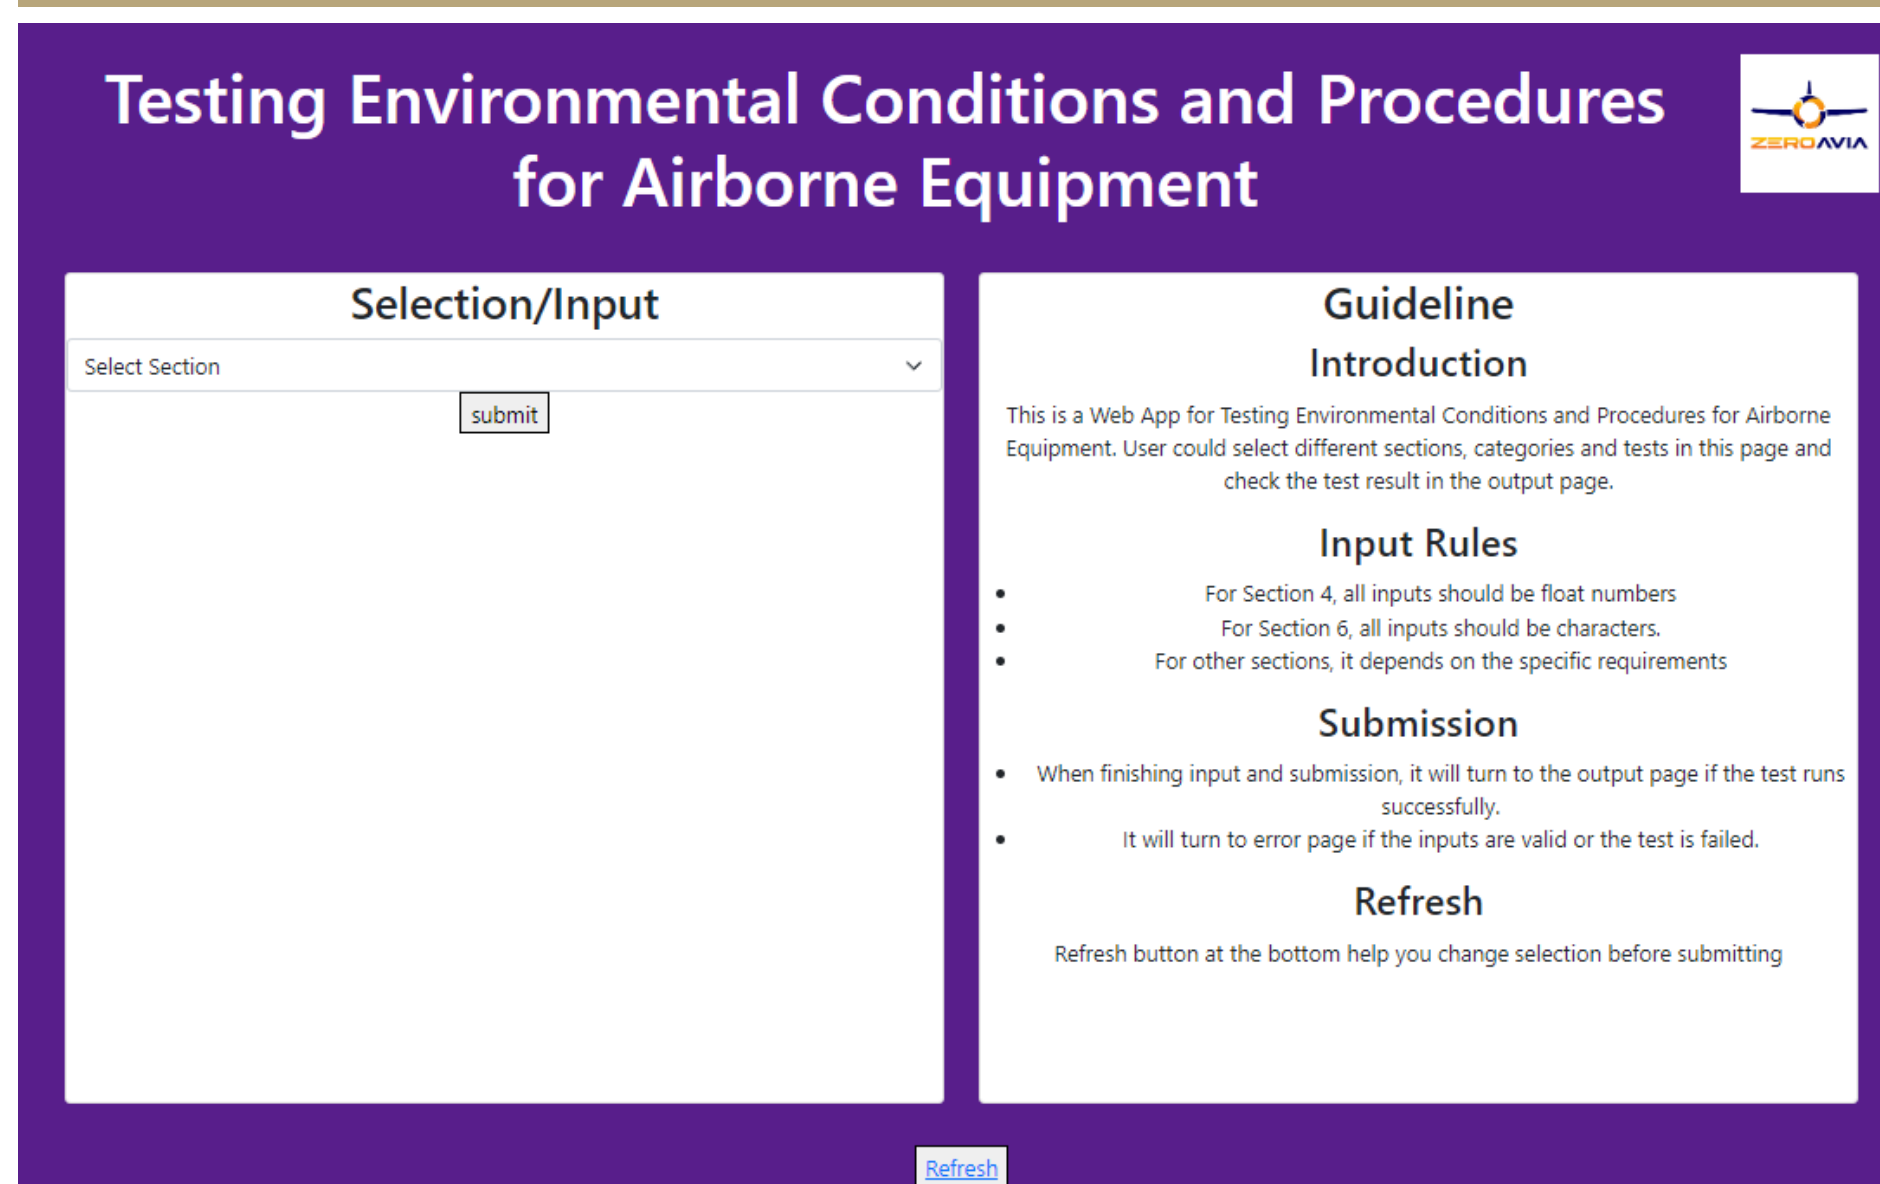 Testing Environmental Conditions and Procedures
for Airborne Equipment
ZEROAVIA
Selection/Input
Select Section
submit
Guideline
Introduction
This is a Web App for Testing Environmental Conditions and Procedures for Airborne
Equipment. User could select different sections, categories and tests in this page and
check the test result in the output page.
Input Rules
• For Section 4, all inputs should be float numbers
• For Section 6, all inputs should be characters.
• For other sections, it depends on the specific requirements
Submission
• When finishing input and submission, it will turn to the output page if the test runs
successfully.
• It will turn to error page if the inputs are valid or the test is failed.
Refresh
Refresh button at the bottom help you change selection before submitting
Refresh